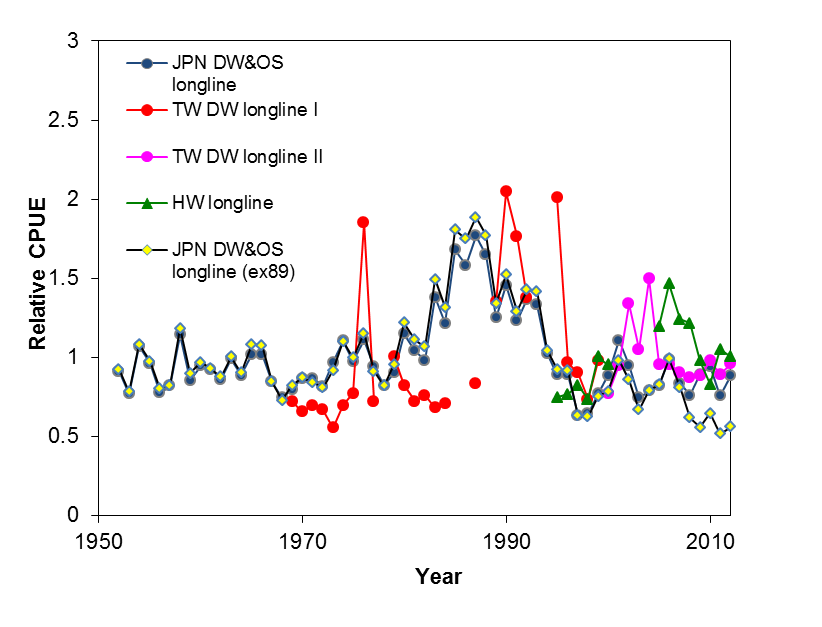 3
2.5
2
1.5
1
0.5
0
Relative CPUE
JPN DW&OS
longline
TW DW longline I
TW DW longline II
HW longline
JPN DW&OS
longline (ex89)
1950 1970 1990 2010
Year